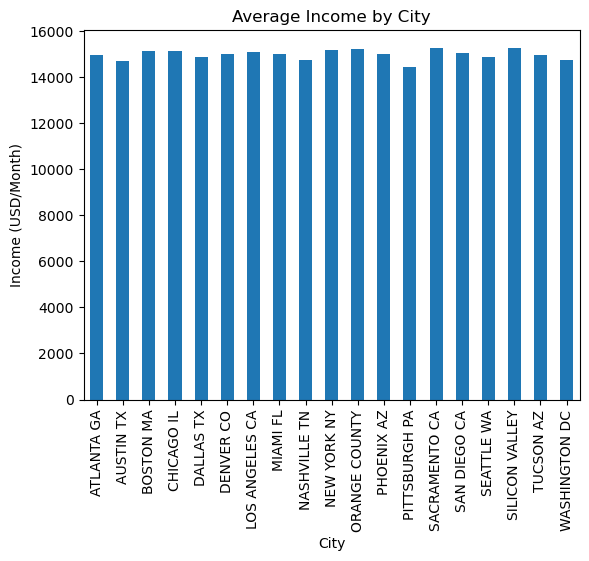 Average Income by City
Income (USD/Month)
16000
14000
12000
10000
8000
6000
4000
2000
0
ATLANTA GA
AUSTIN TX
BOSTON MA
CHICAGO IL
DALLAS TX
DENVER CO
LOS ANGELES CA
MIAMI FL
NASHVILLE TN
NEW YORK NY
ORANGE COUNTY
PHOENIX AZ
PITTSBURGH PA
SACRAMENTO CA
SAN DIEGO CA
SEATTLE WA
SILICON VALLEY
TUCSON AZ
WASHINGTON DC
City